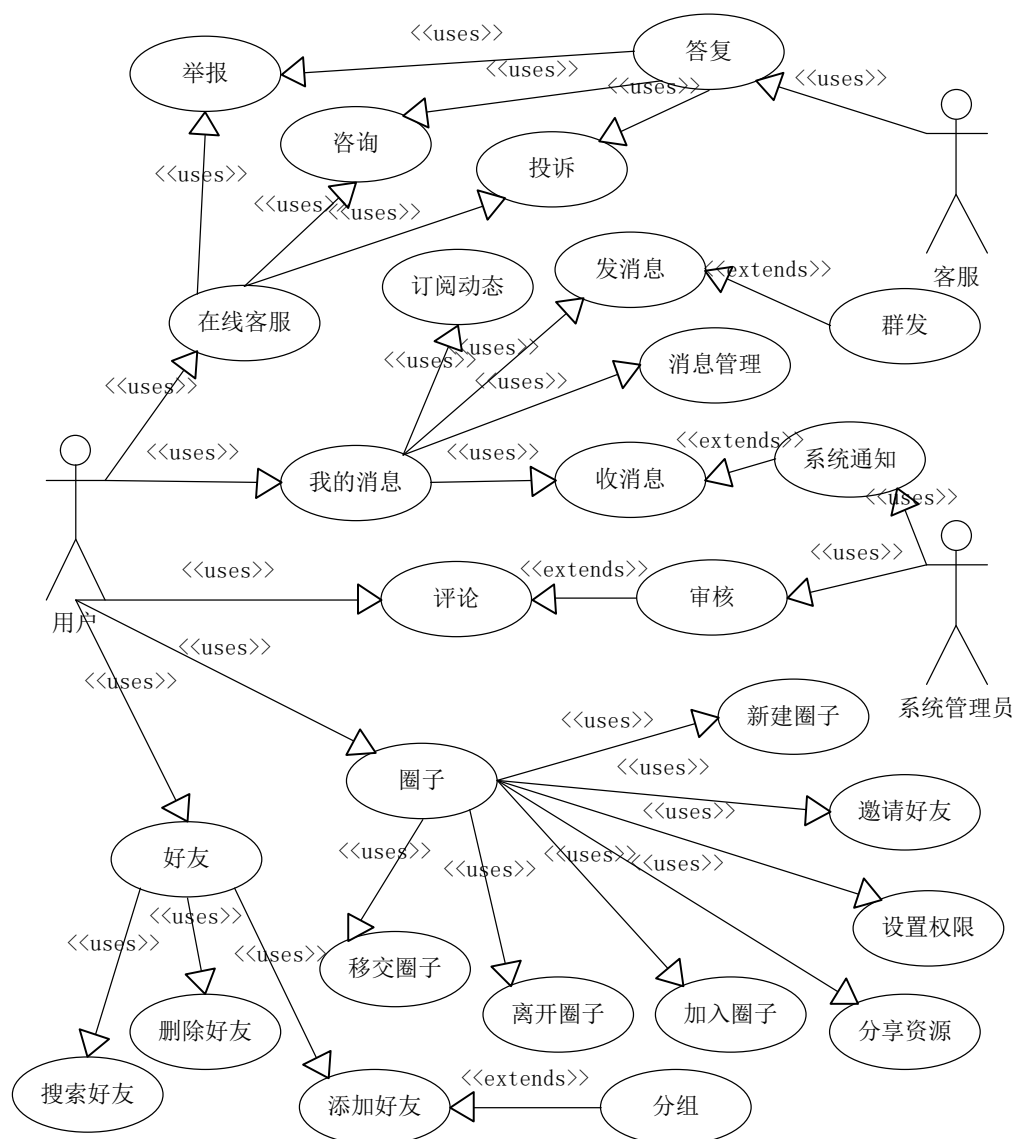 <<uses>>
答复
举报
<<uses>>
<<uses>>
<<uses>>
咨询
投诉
<<uses>>
<<uses>>
<<uses>>
客服
订阅动态
发消息
<<extends>>
群发
在线客服
<<uses>>
<<uses>>
消息管理
<<uses>>
<<uses>>
<<uses>>
我的消息
<<uses>>
收消息
<<extends>>
系统通知
<<uses>>
<<uses>>
用户
<<uses>>
评论
<<extends>>
审核
<<uses>>
系统管理员
<<uses>>
<<uses>>
圈子
<<uses>>
新建圈子
<<uses>>
邀请好友
<<uses>>
好友
<<uses>>
<<uses>>
<<uses>>
<<uses>>
设置权限
<<uses>>
<<uses>>
<<uses>>
移交圈子
离开圈子
加入圈子
分享资源
删除好友
搜索好友
添加好友
<<extends>>
分组